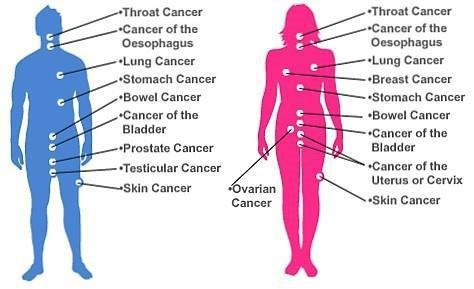 •Throat Cancer
•Cancer of the
Oesophagus
•Lung Cancer
•Stomach Cancer
•Bowel Cancer
•Cancer of the
Bladder
•Prostate Cancer
•Testicular Cancer
•Skin Cancer
•Throat Cancer
•Cancer of the
Oesophagus
•Lung Cancer
•Breast Cancer
•Stomach Cancer
•Bowel Cancer
•Cancer of the
Bladder
•Cancer of the
Uterus or Cervix
•Skin Cancer
•Ovarian
Cancer